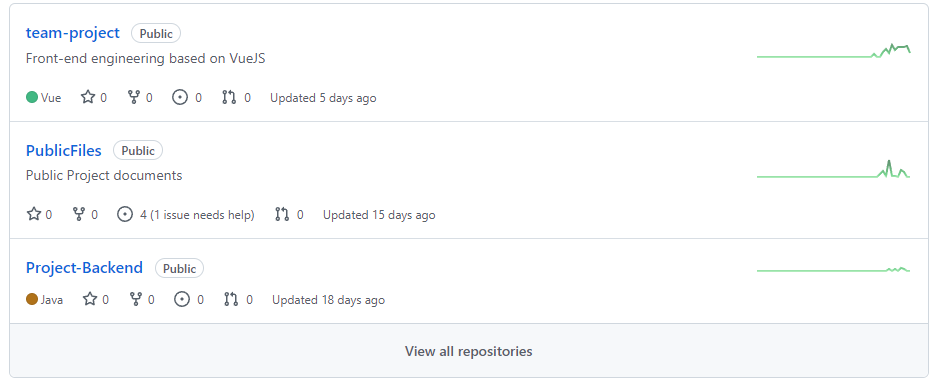 team-project Public
Front-end engineering based on VueJS
Vue 0 0 0 0 Updated 5 days ago
PublicFiles Public
Public Project documents
0 0 4 (1 issue needs help) 0 Updated 15 days ago
Project-Backend Public
Java 0 0 0 0 Updated 18 days ago
View all repositories